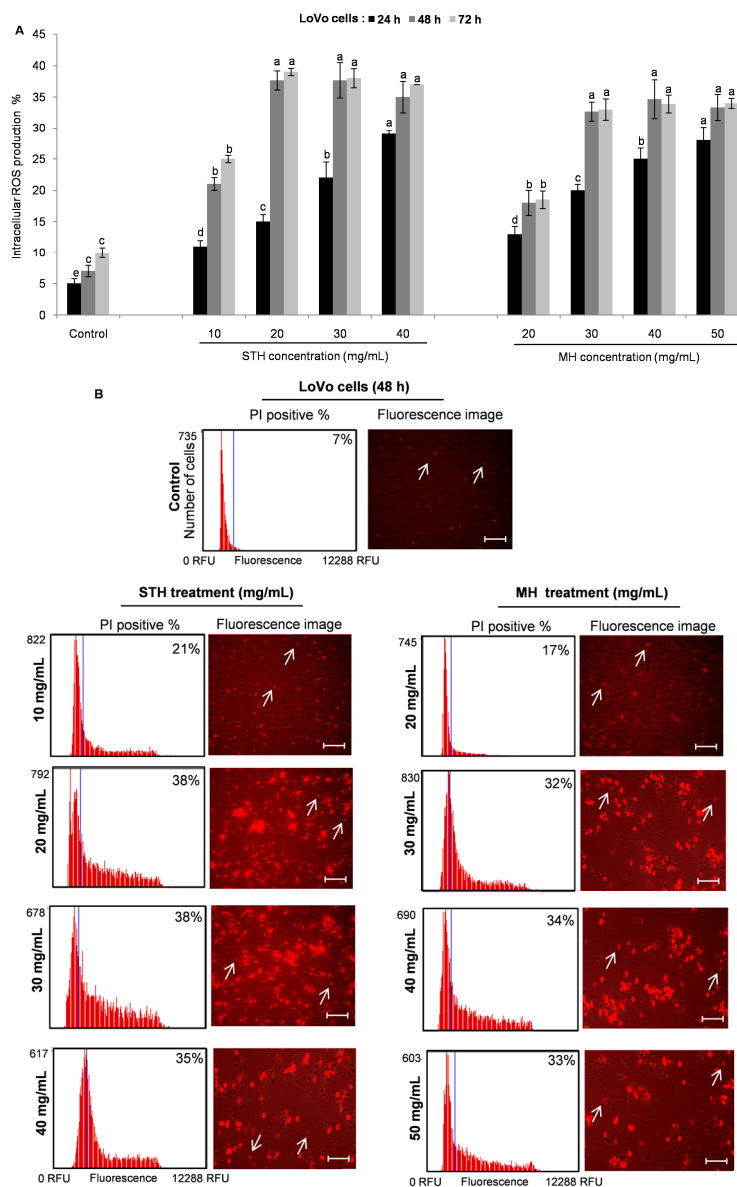 LoVo cells : 24 h 48 h 72 h
A
Intracellular ROS production %
45
40
35
30
25
20
15
10
5
0
e c c
d b b
c a a
b a a
a a a
d b b
c a a
b a a
a a a
Control 10 20 30 40 20 30 40 50
STH concentration (mg/mL) MH concentration (mg/mL)
B
LoVo cells (48 h)
PI positive % Fluorescence image
735 7%
Control
Number of cells
0 RFU Fluorescence 12288 RFU
STH treatment (mg/mL)
PI positive % Fluorescence image
822 21%
10 mg/mL
792 38%
20 mg/mL
678 38%
30 mg/mL
617 35%
40 mg/mL
0 RFU Fluorescence 12288 RFU
MH treatment (mg/mL)
PI positive % Fluorescence image
745 17%
20 mg/mL
830 32%
30 mg/mL
690 34%
40 mg/mL
603 33%
50 mg/mL
0 RFU Fluorescence 12288 RFU